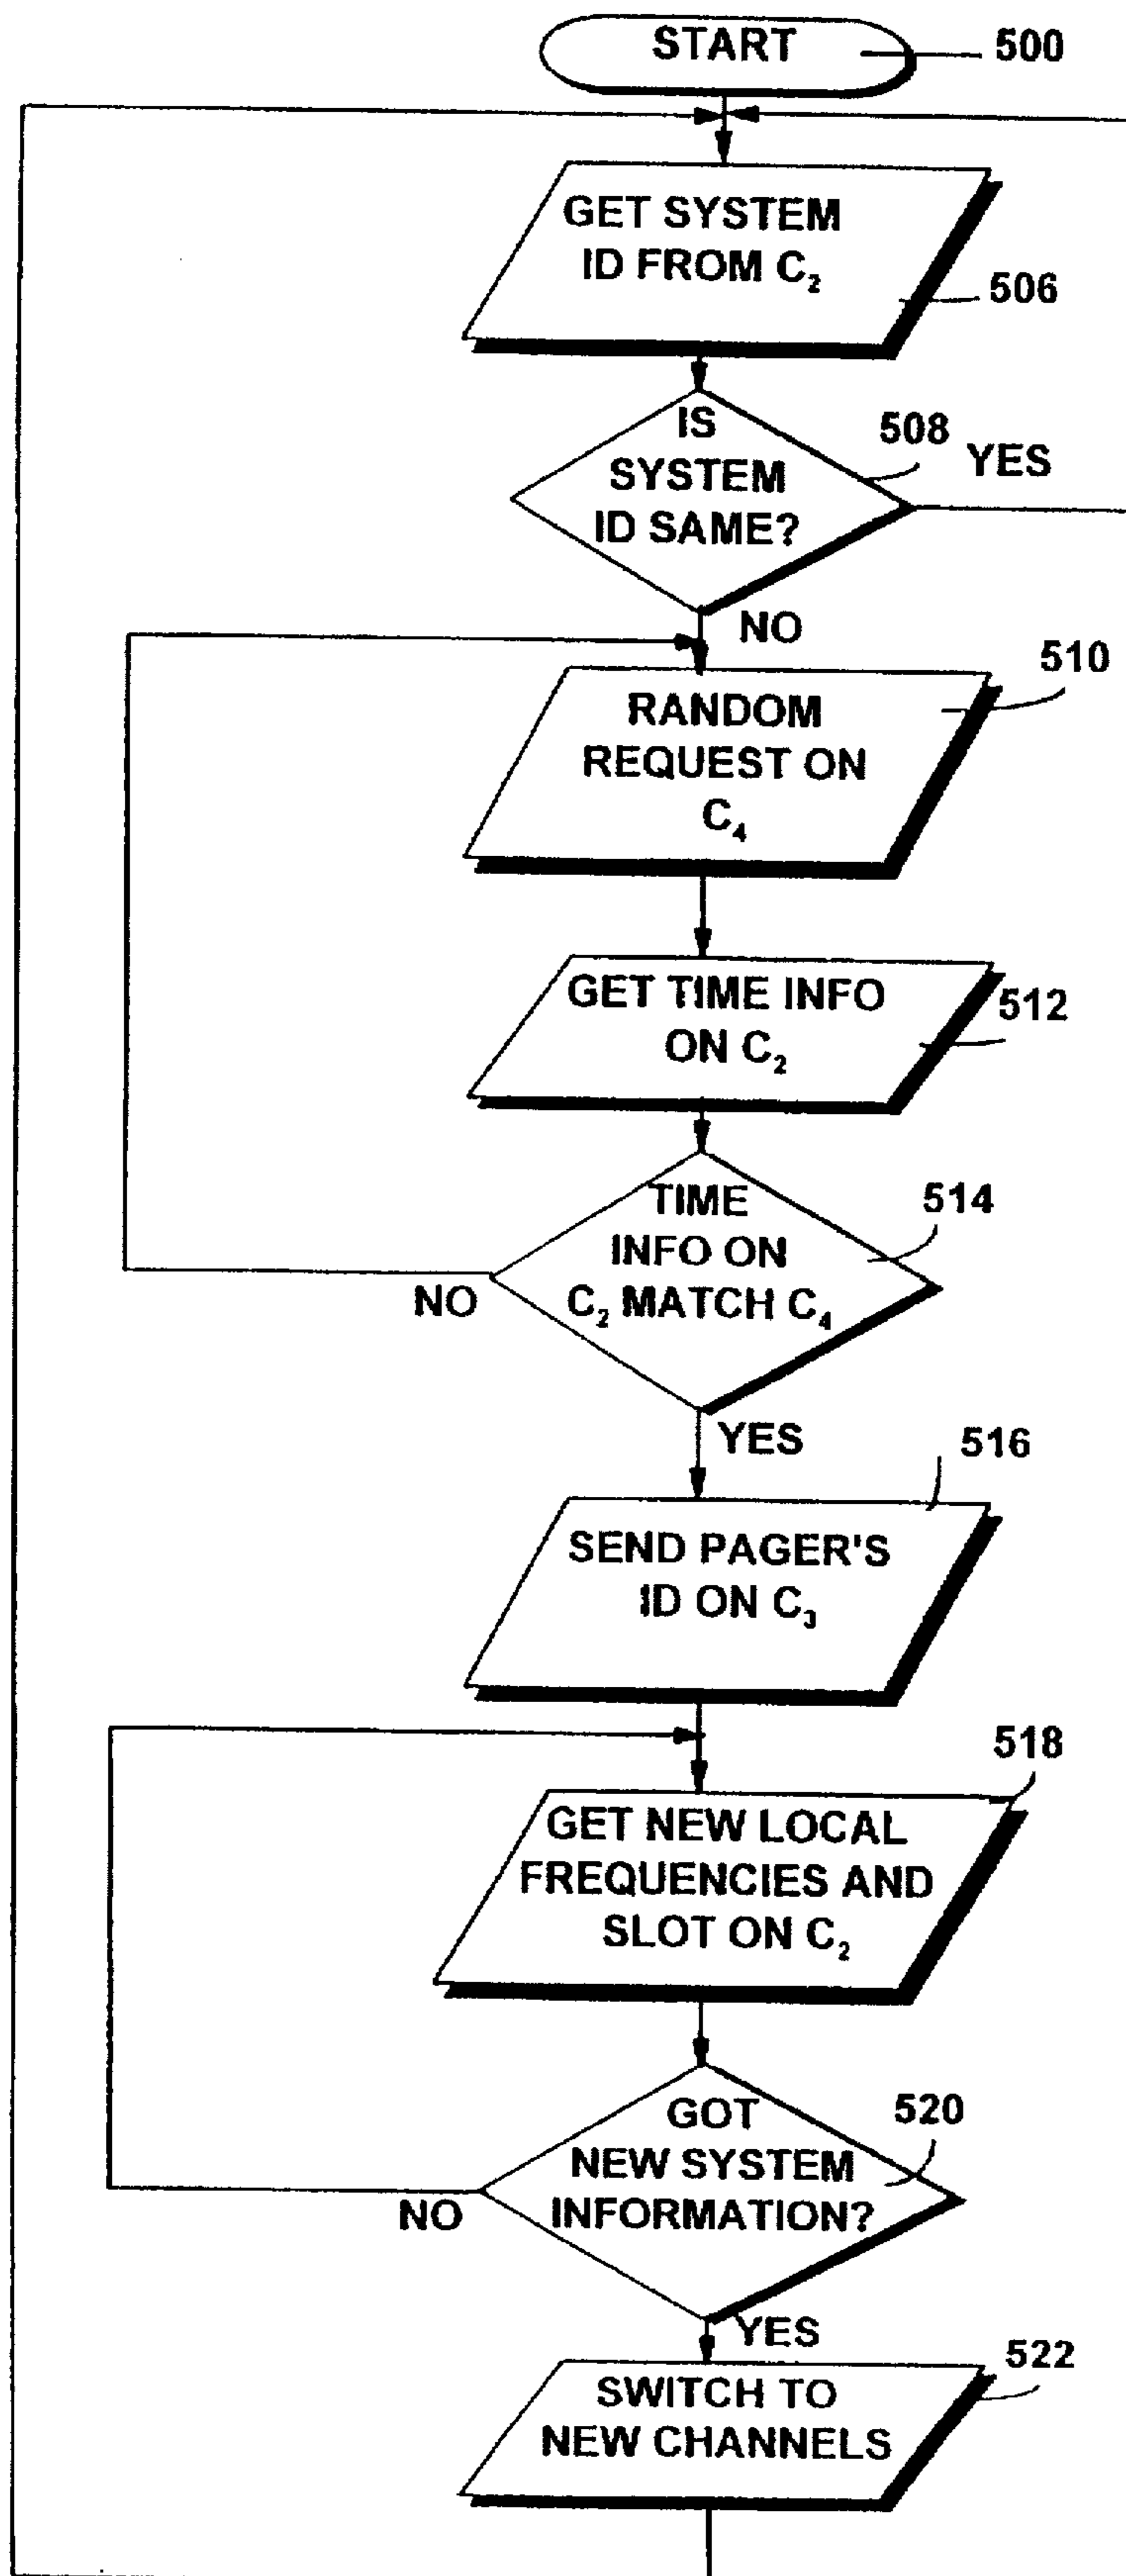 START
500
GET SYSTEM
ID FROM C₂
506
IS
SYSTEM
ID SAME?
508
YES
NO
510
RANDOM
REQUEST ON
C₄
GET TIME INFO
ON C₂
512
TIME
INFO ON
C₂ MATCH C₄
514
NO
YES
516
SEND PAGER'S
ID ON C₃
518
GET NEW LOCAL
FREQUENCIES AND
SLOT ON C₂
GOT
NEW SYSTEM
INFORMATION?
520
NO
YES
522
SWITCH TO
NEW CHANNELS